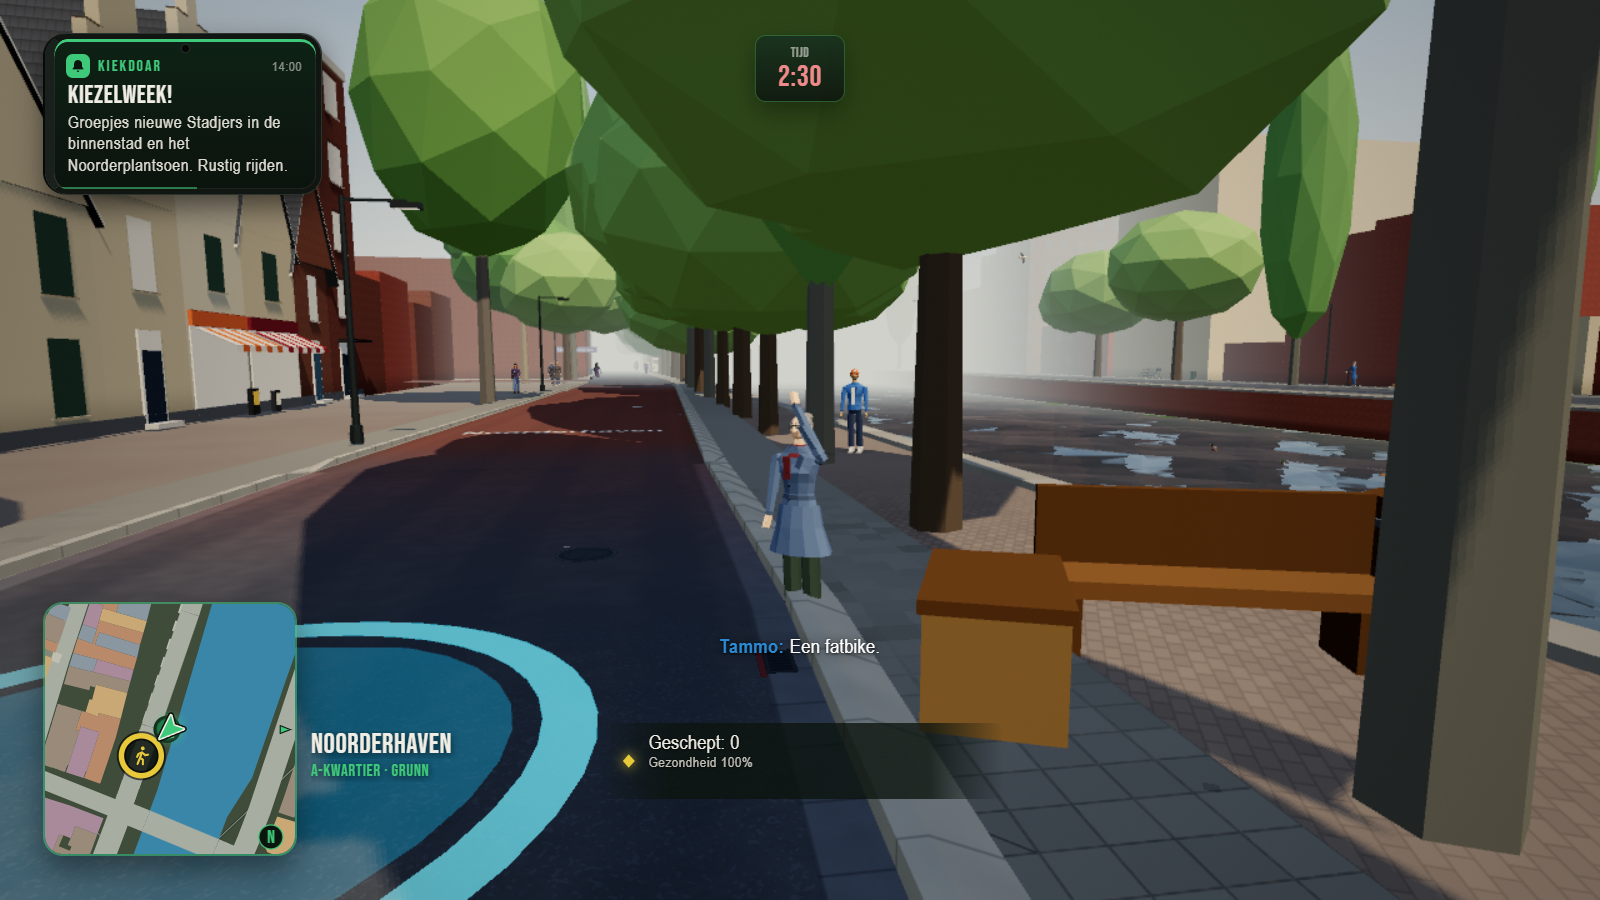 KIEKDOAR
14:00
KIEZELWEEK!
Groepjes nieuwe Stadjers in de
binnenstad en het
Noorderplantsoen. Rustig rijden.
TIJD
2:30
Tammo: Een fatbike.
Geschept: 0
Gezondheid 100%
NOORDERHAVEN
A-KWARTIER · GRUNN
N